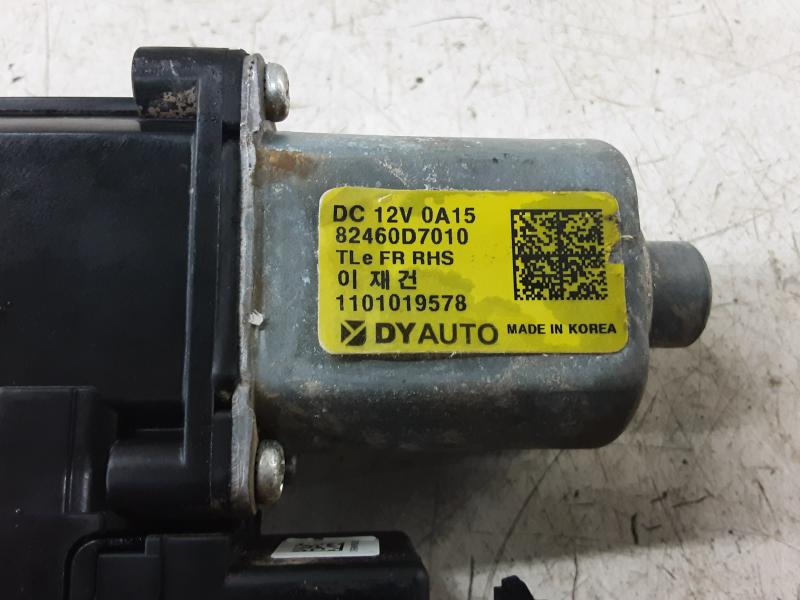 DC 12V 0A15
82460D7010
TLe FR RHS
이 재 건
1101019578
DYAUTO MADE IN KOREA